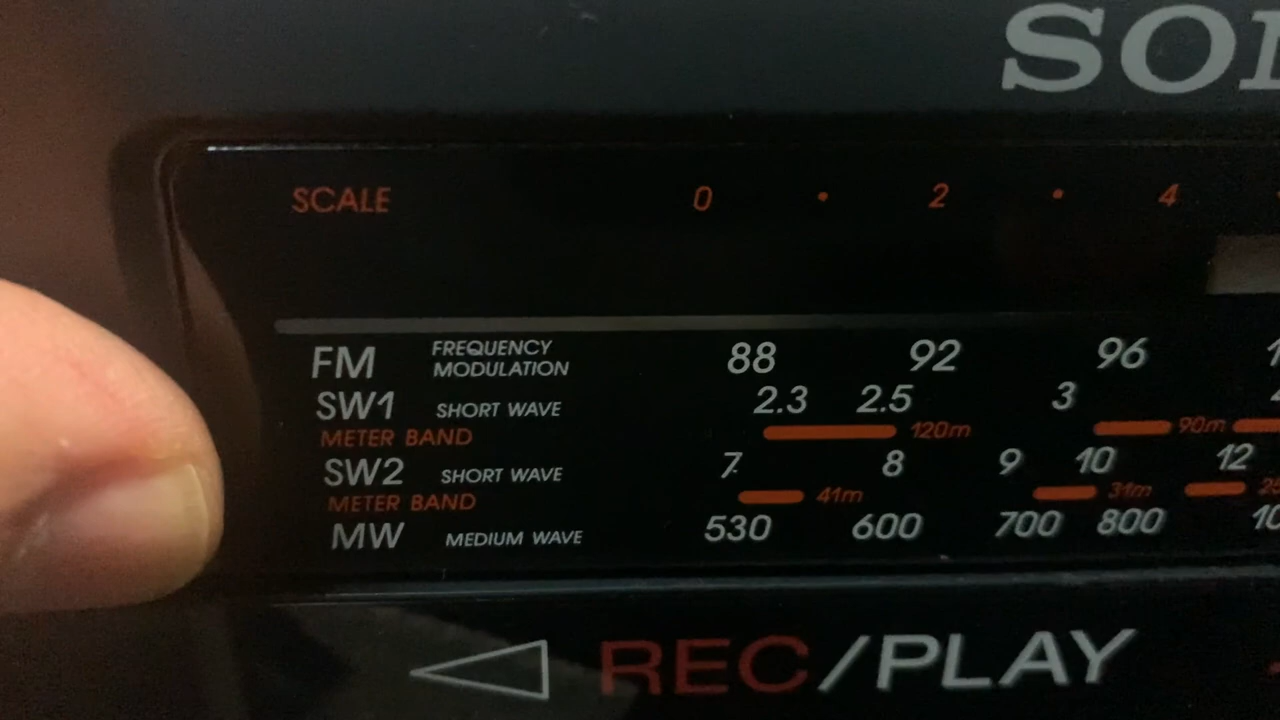 SO
SCALE 0 • 2 • 4
FM FREQUENCY MODULATION 88 92 96
SW1 SHORT WAVE 2.3 2.5 3
METER BAND 120m 90m
SW2 SHORT WAVE 7 8 9 10 12
METER BAND 41m 31m
MW MEDIUM WAVE 530 600 700 800
REC/PLAY